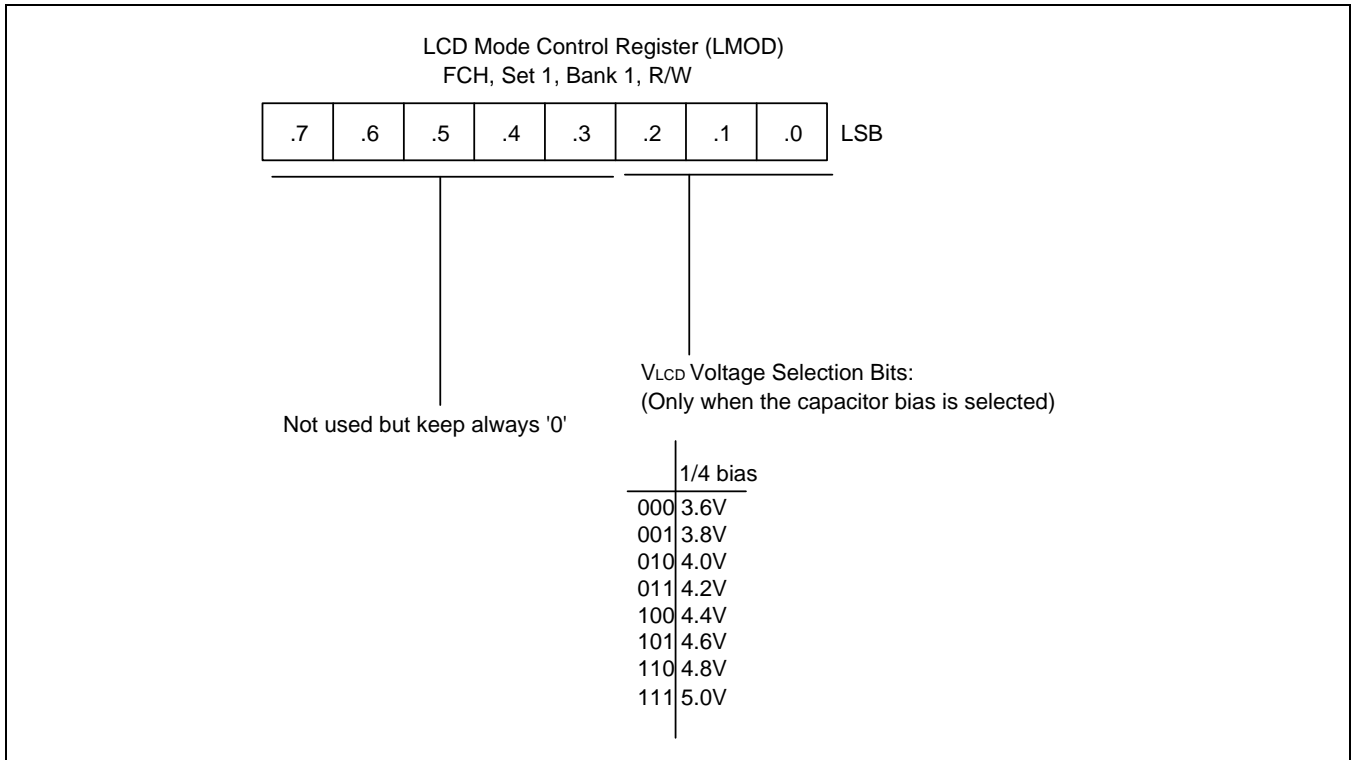 LCD Mode Control Register (LMOD)
FCH, Set 1, Bank 1, R/W
.7 .6 .5 .4 .3 .2 .1 .0 LSB
VLCD Voltage Selection Bits:
(Only when the capacitor bias is selected)
Not used but keep always '0'
1/4 bias
000 3.6V
001 3.8V
010 4.0V
011 4.2V
100 4.4V
101 4.6V
110 4.8V
111 5.0V